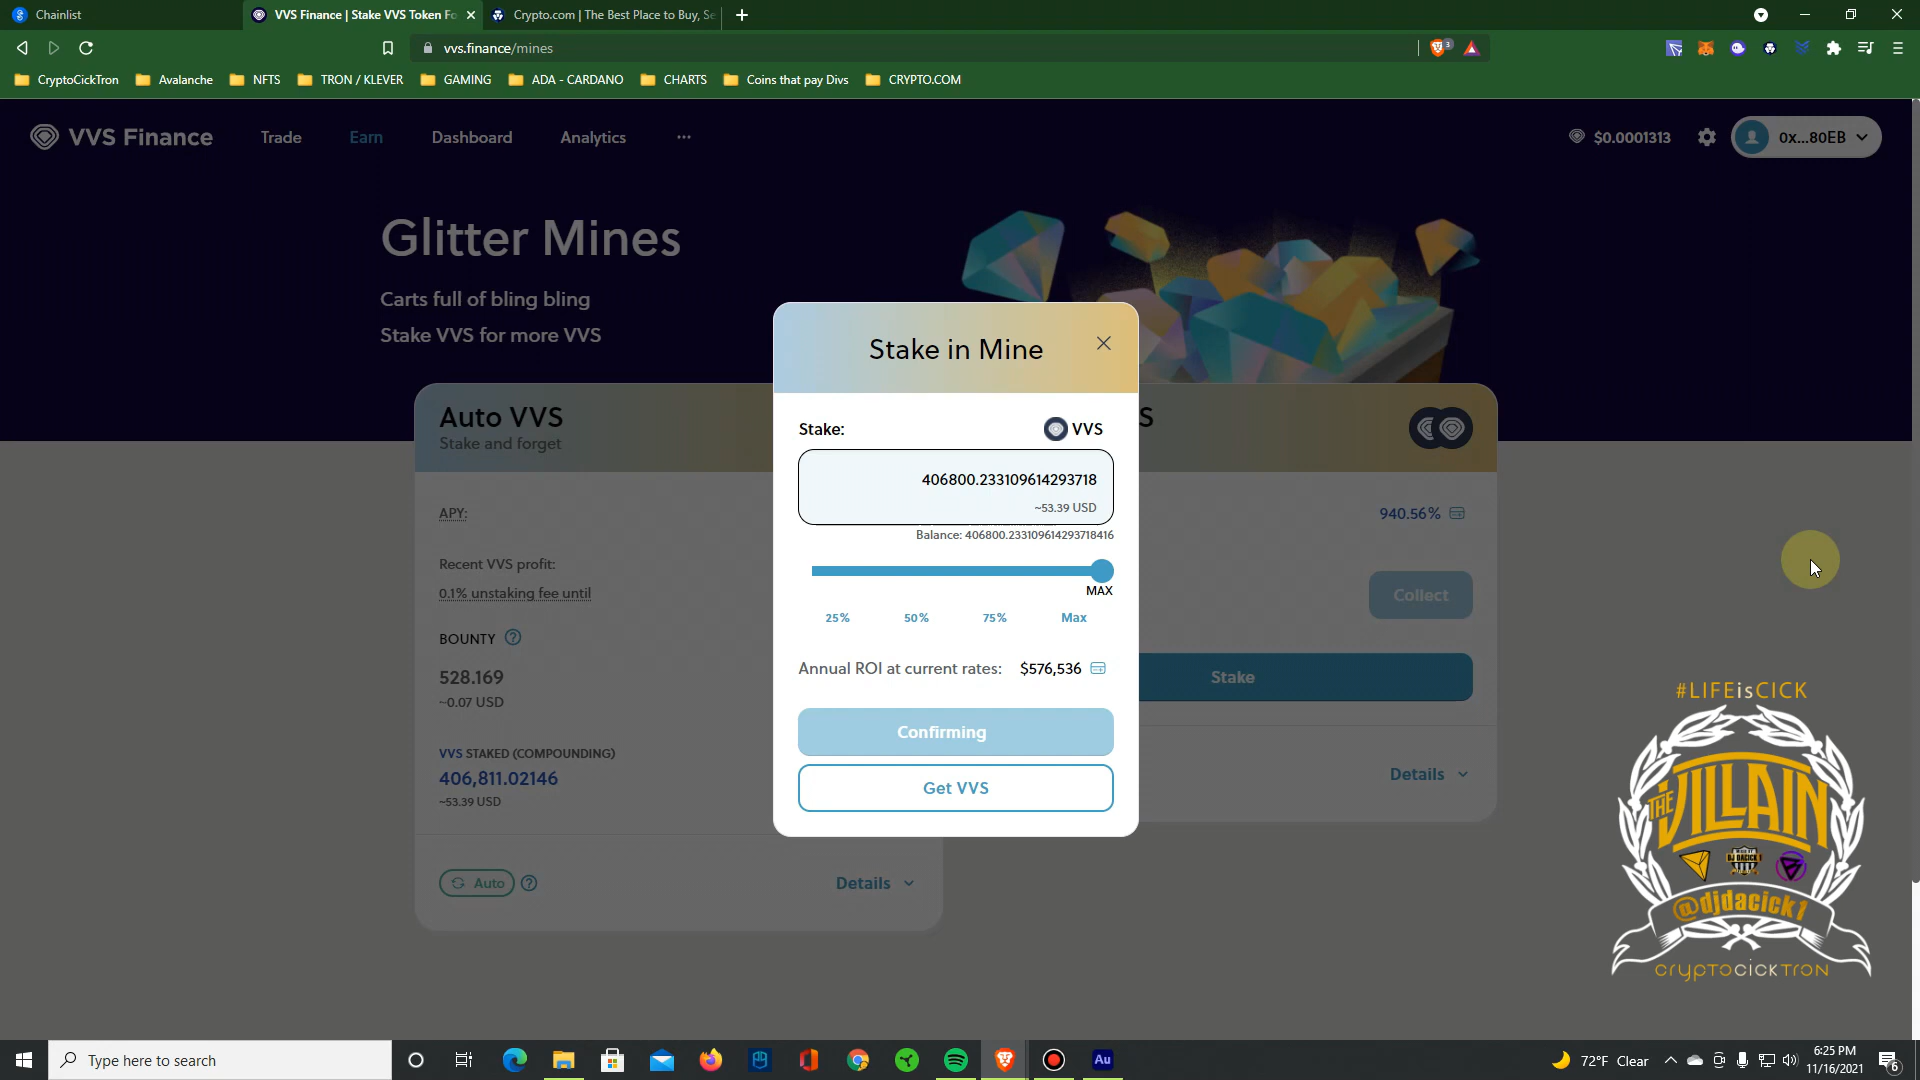 Chainlist
VVS Finance | Stake VVS Token Fo
Crypto.com | The Best Place to Buy, Se
vvs.finance/mines
3
CryptoCickTron
Avalanche
NFTS
TRON / KLEVER
GAMING
ADA - CARDANO
CHARTS
Coins that pay Divs
CRYPTO.COM
VVS Finance
Trade
Earn
Dashboard
Analytics
$0.0001313
0x...80EB
Glitter Mines
Carts full of bling bling
Stake VVS for more VVS
Auto VVS
Stake and forget
APY:
Recent VVS profit:
0.1% unstaking fee until
BOUNTY ?
528.169
~0.07 USD
VVS STAKED (COMPOUNDING)
406,811.02146
~53.39 USD
Auto ?
Details
Stake in Mine
Stake:
VVS
406800.233109614293718
~53.39 USD
Balance: 406800.233109614293718416
MAX
25%
50%
75%
Max
Annual ROI at current rates:
$576,536
Confirming
Get VVS
S
940.56%
Collect
Stake
Details
#LIFEisCICK
THE VILLAIN
DJ DACICK1
@djdacick1
cryptocickTRON
Type here to search
Au
72°F Clear
6:25 PM
11/16/2021
6